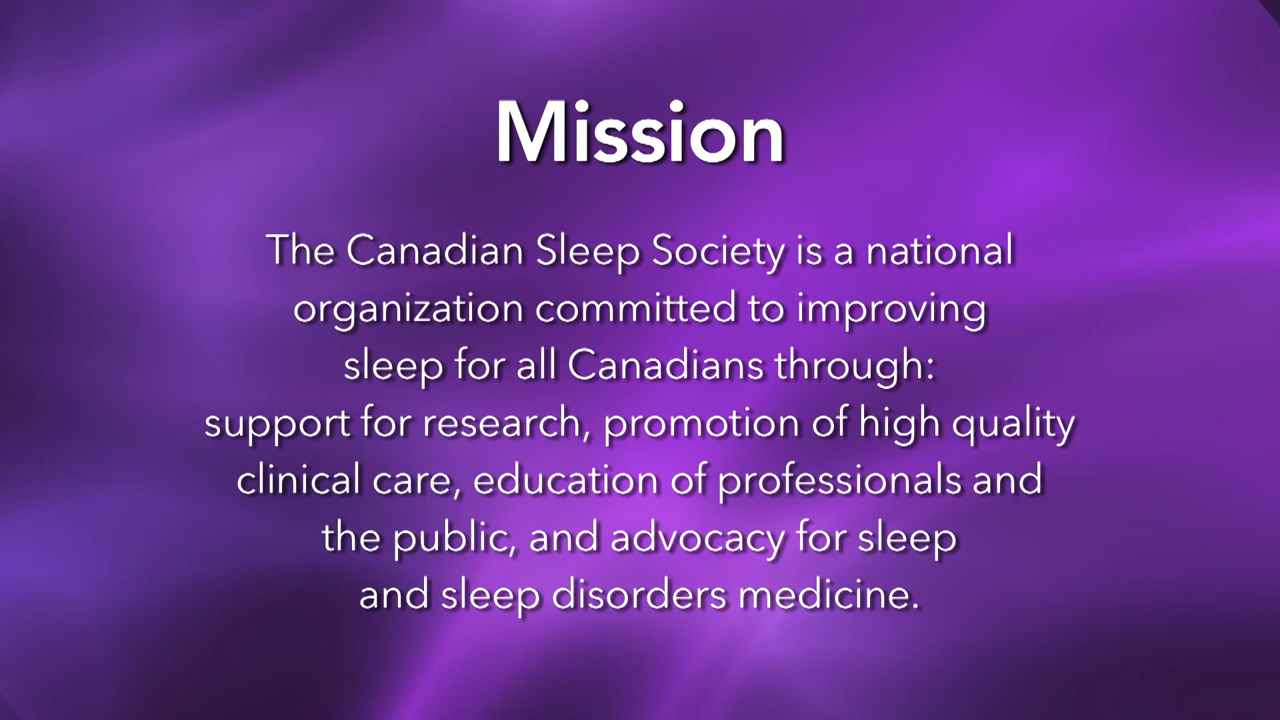 Mission
The Canadian Sleep Society is a national
organization committed to improving
sleep for all Canadians through:
support for research, promotion of high quality
clinical care, education of professionals and
the public, and advocacy for sleep
and sleep disorders medicine.